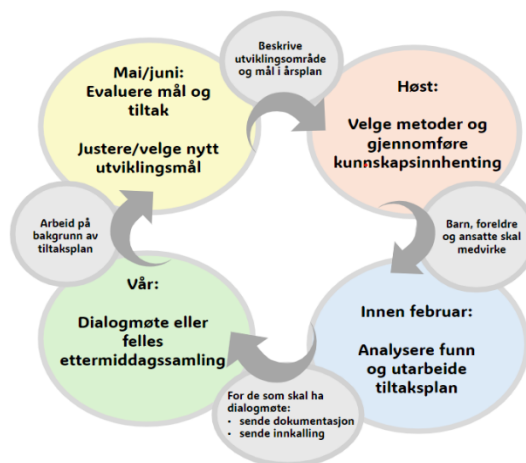 Mai/juni:
Evaluere mål og
tiltak
Justere/velge nytt
utviklingsmål
Beskrive
utviklingsområde
og mål i årsplan
Høst:
Velge metoder og
gjennomføre
kunnskapsinnhenting
Barn, foreldre
og ansatte skal
medvirke
Innen februar:
Analysere funn
og utarbeide
tiltaksplan
For de som skal ha
dialogmøte:
• sende dokumentasjon
• sende innkalling
Vår:
Dialogmøte eller
felles
ettermiddagssamling
Arbeid på
bakgrunn av
tiltaksplan